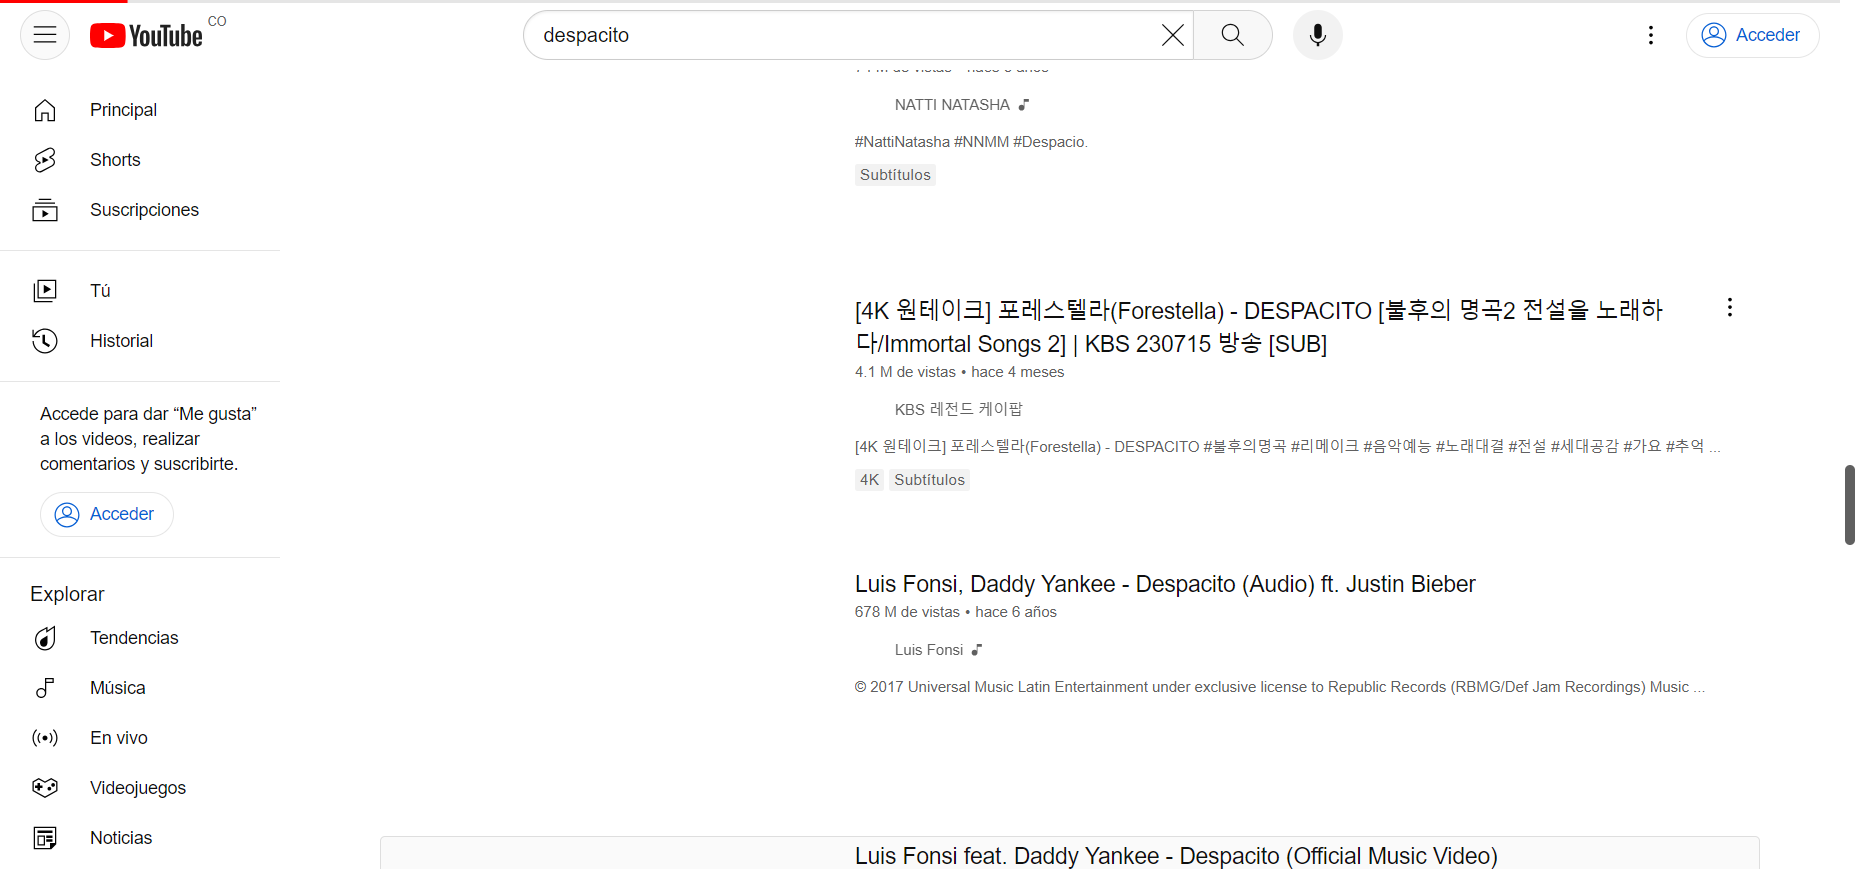 YouTube CO
despacito
Acceder
Principal
Shorts
Suscripciones
Tú
Historial
Accede para dar “Me gusta”
a los videos, realizar
comentarios y suscribirte.
Acceder
Explorar
Tendencias
Música
En vivo
Videojuegos
Noticias
NATTI NATASHA
#NattiNatasha #NNMM #Despacio.
Subtítulos
[4K 원테이크] 포레스텔라(Forestella) - DESPACITO [불후의 명곡2 전설을 노래하
다/Immortal Songs 2] | KBS 230715 방송 [SUB]
4.1 M de vistas • hace 4 meses
KBS 레전드 케이팝
[4K 원테이크] 포레스텔라(Forestella) - DESPACITO #불후의명곡 #리메이크 #음악예능 #노래대결 #전설 #세대공감 #가요 #추억 ...
4K Subtítulos
Luis Fonsi, Daddy Yankee - Despacito (Audio) ft. Justin Bieber
678 M de vistas • hace 6 años
Luis Fonsi
© 2017 Universal Music Latin Entertainment under exclusive license to Republic Records (RBMG/Def Jam Recordings) Music ...
Luis Fonsi feat. Daddy Yankee - Despacito (Official Music Video)